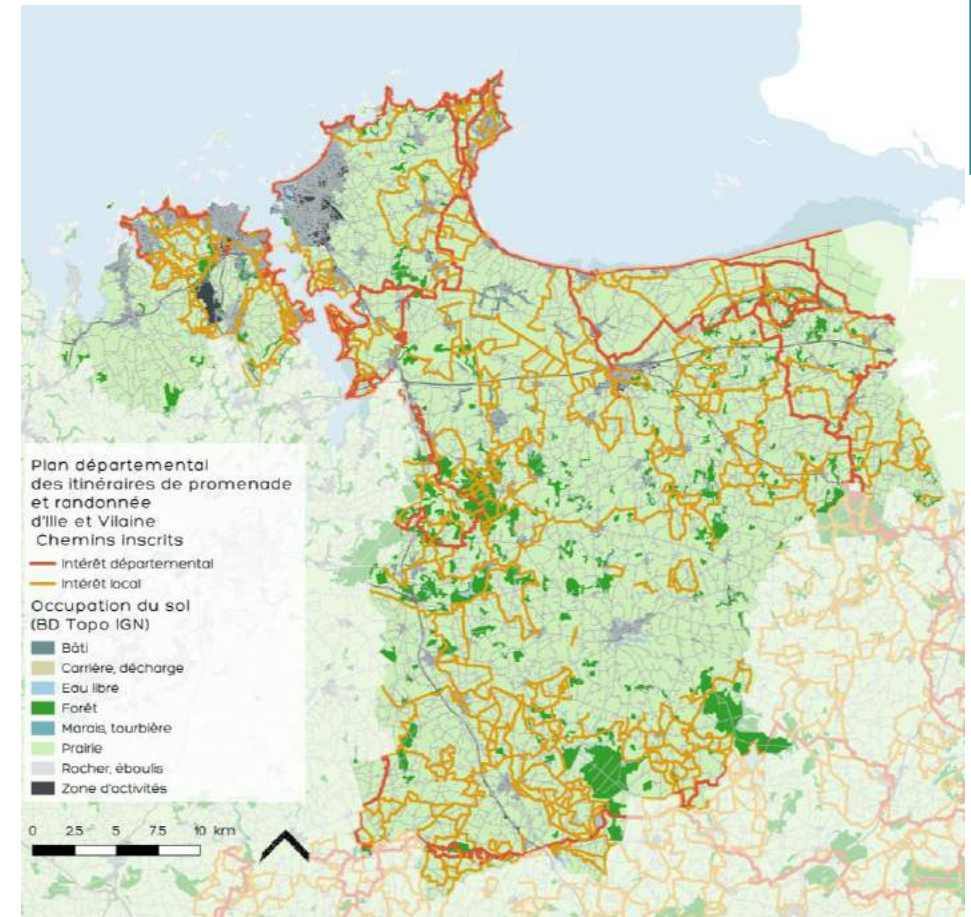 Plan départemental
des itinéraires de promenade
et randonnée
d'Ille et Vilaine
Chemins inscrits
Intérêt départemental
Intérêt local
Occupation du sol
(BD Topo IGN)
Bâti
Carrière, décharge
Eau libre
Forêt
Marais, tourbière
Prairie
Rocher, éboulis
Zone d'activités
0 2.5 5 7.5 10 km